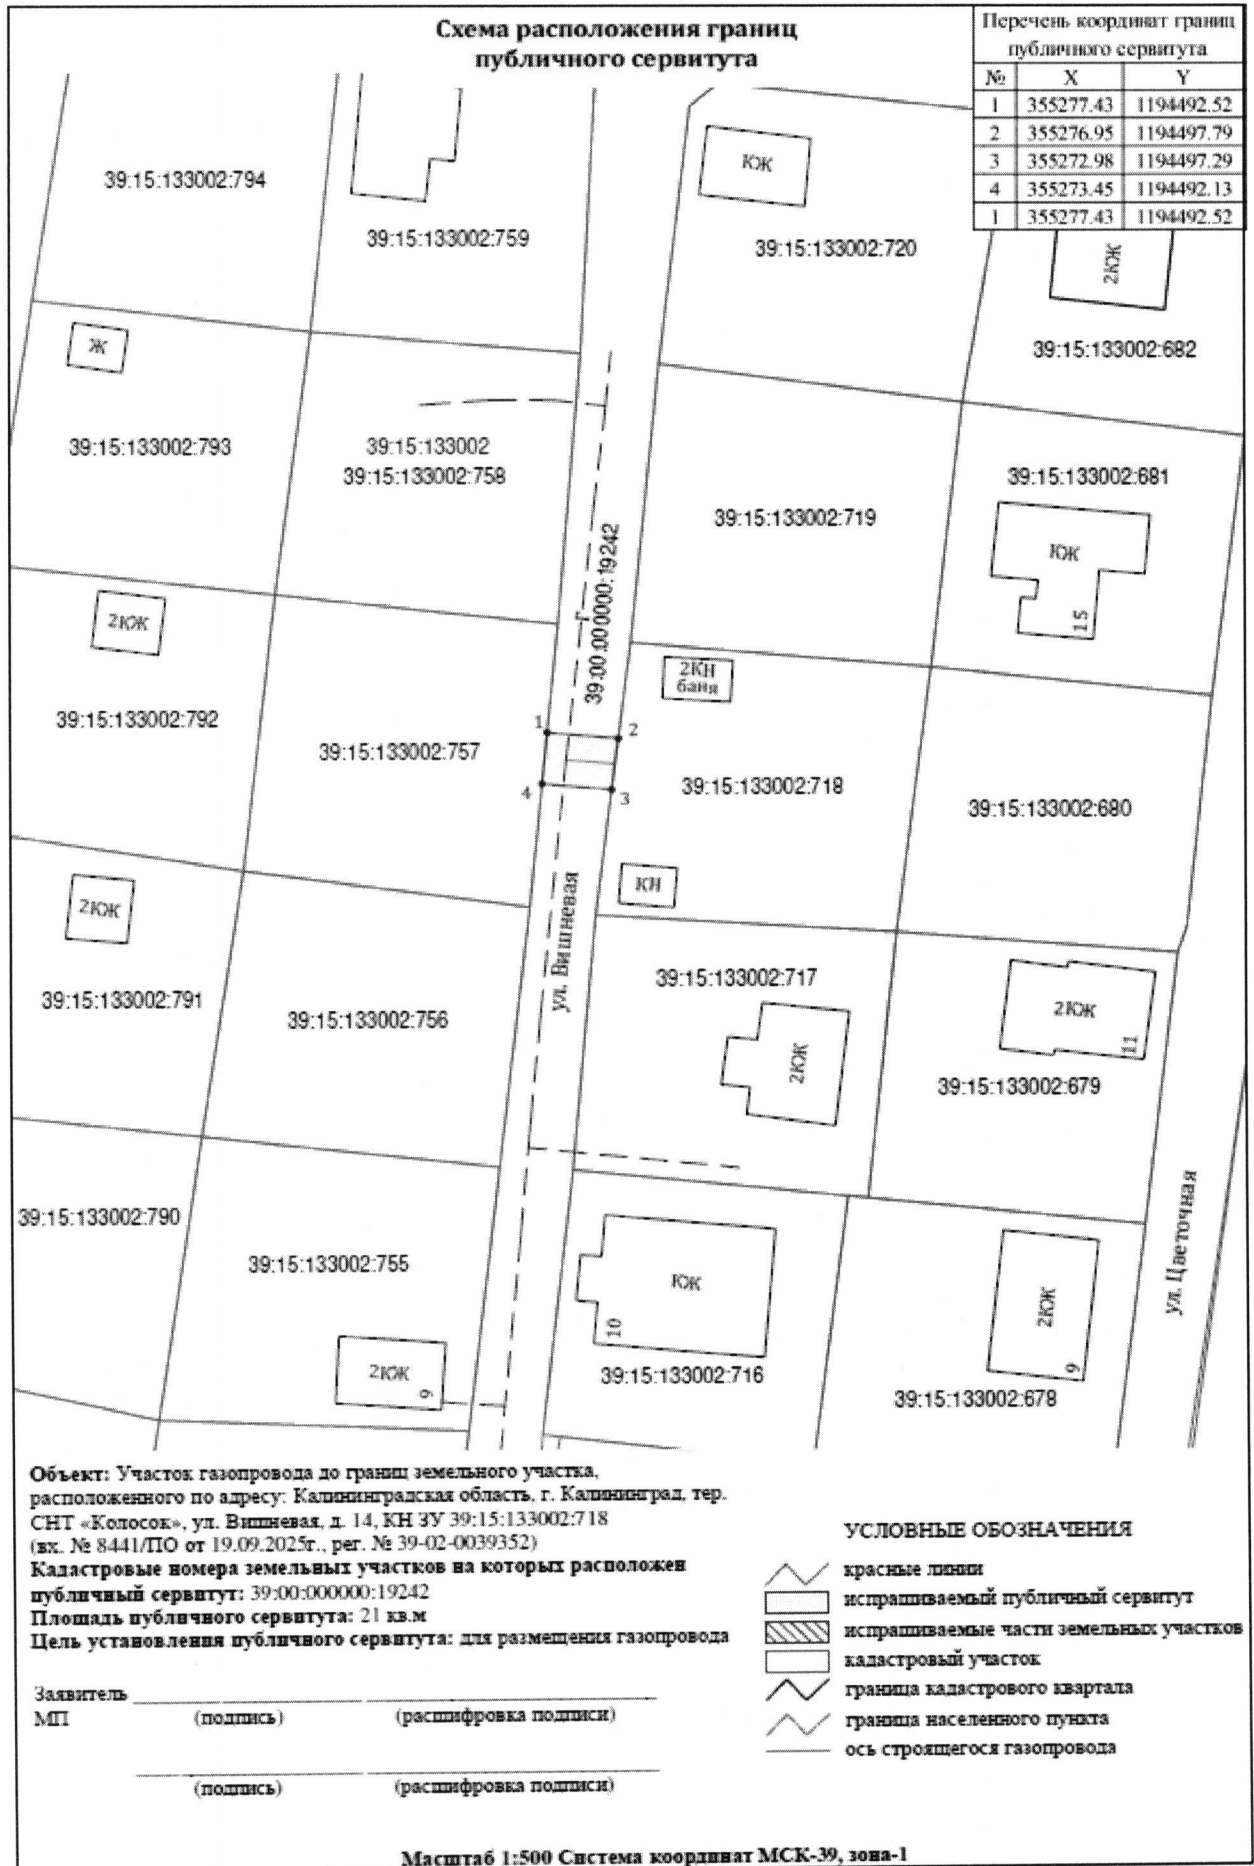 Схема расположения границ
публичного сервитута
Перечень координат границ
публичного сервитута
№ X Y
1 355277.43 1194492.52
2 355276.95 1194497.79
3 355272.98 1194497.29
4 355273.45 1194492.13
1 355277.43 1194492.52
39:15:133002:794
39:15:133002:759
КЖ
39:15:133002:720
2КЖ
39:15:133002:682
Ж
39:15:133002:793
39:15:133002
39:15:133002:758
39:15:133002:719
39:15:133002:681
КЖ
15
39:00:000000:19242
Г
2КЖ
39:15:133002:792
39:15:133002:757
2КН
баня
1
2
4
3
39:15:133002:718
39:15:133002:680
КН
2КЖ
39:15:133002:791
39:15:133002:756
ул. Вишневая
39:15:133002:717
2КЖ
2КЖ
11
39:15:133002:679
39:15:133002:790
39:15:133002:755
2КЖ
9
КЖ
10
39:15:133002:716
2КЖ
9
39:15:133002:678
ул. Цветочная
Объект: Участок газопровода до границ земельного участка,
расположенного по адресу: Калининградская область, г. Калининград, тер.
СНТ «Колосок», ул. Вишневая, д. 14, КН ЗУ 39:15:133002:718
(вх. № 8441/ПО от 19.09.2025г., рег. № 39-02-0039352)
Кадастровые номера земельных участков на которых расположен
публичный сервитут: 39:00:000000:19242
Площадь публичного сервитута: 21 кв.м
Цель установления публичного сервитута: для размещения газопровода
Заявитель
МП (подпись) (расшифровка подписи)
(подпись) (расшифровка подписи)
УСЛОВНЫЕ ОБОЗНАЧЕНИЯ
красные линии
испрашиваемый публичный сервитут
испрашиваемые части земельных участков
кадастровый участок
граница кадастрового квартала
граница населенного пункта
ось строящегося газопровода
Масштаб 1:500 Система координат МСК-39, зона-1